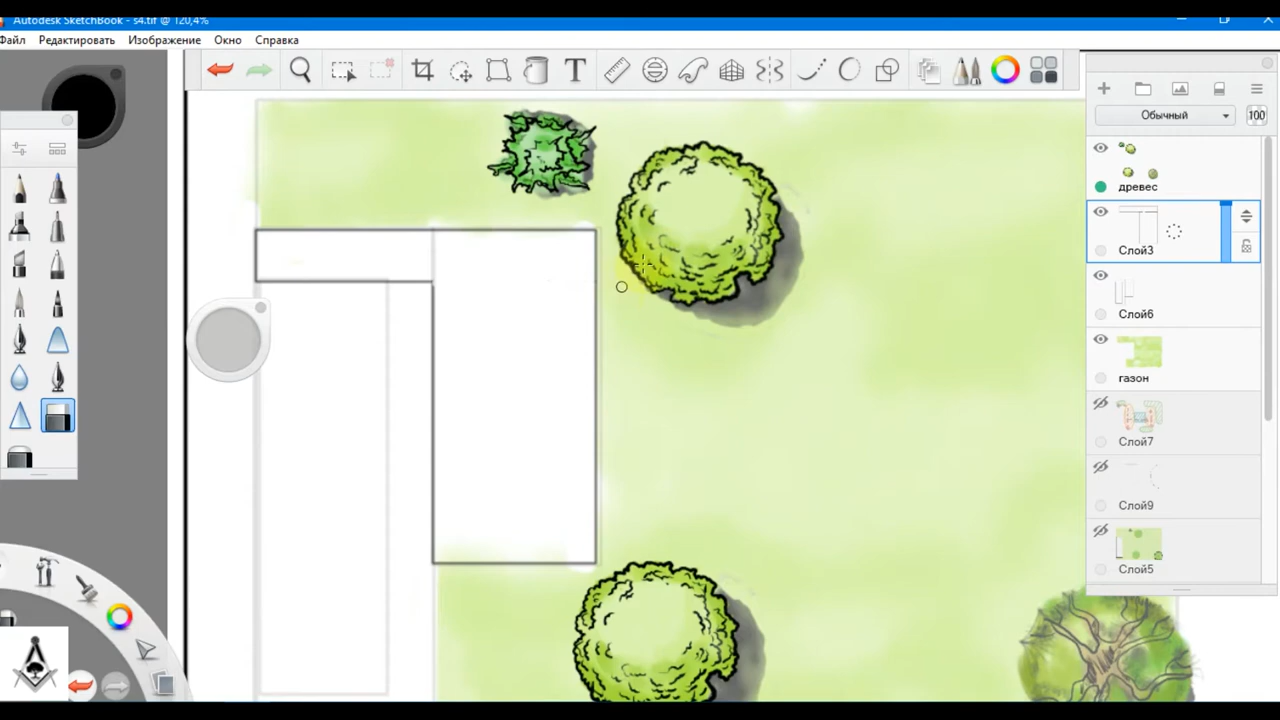 Autodesk SketchBook - s4.tif @ 120,4%
Файл Редактировать Изображение Окно Справка
T
Обычный 100
древес
Слой3
Слой6
газон
Слой7
Слой9
Слой5